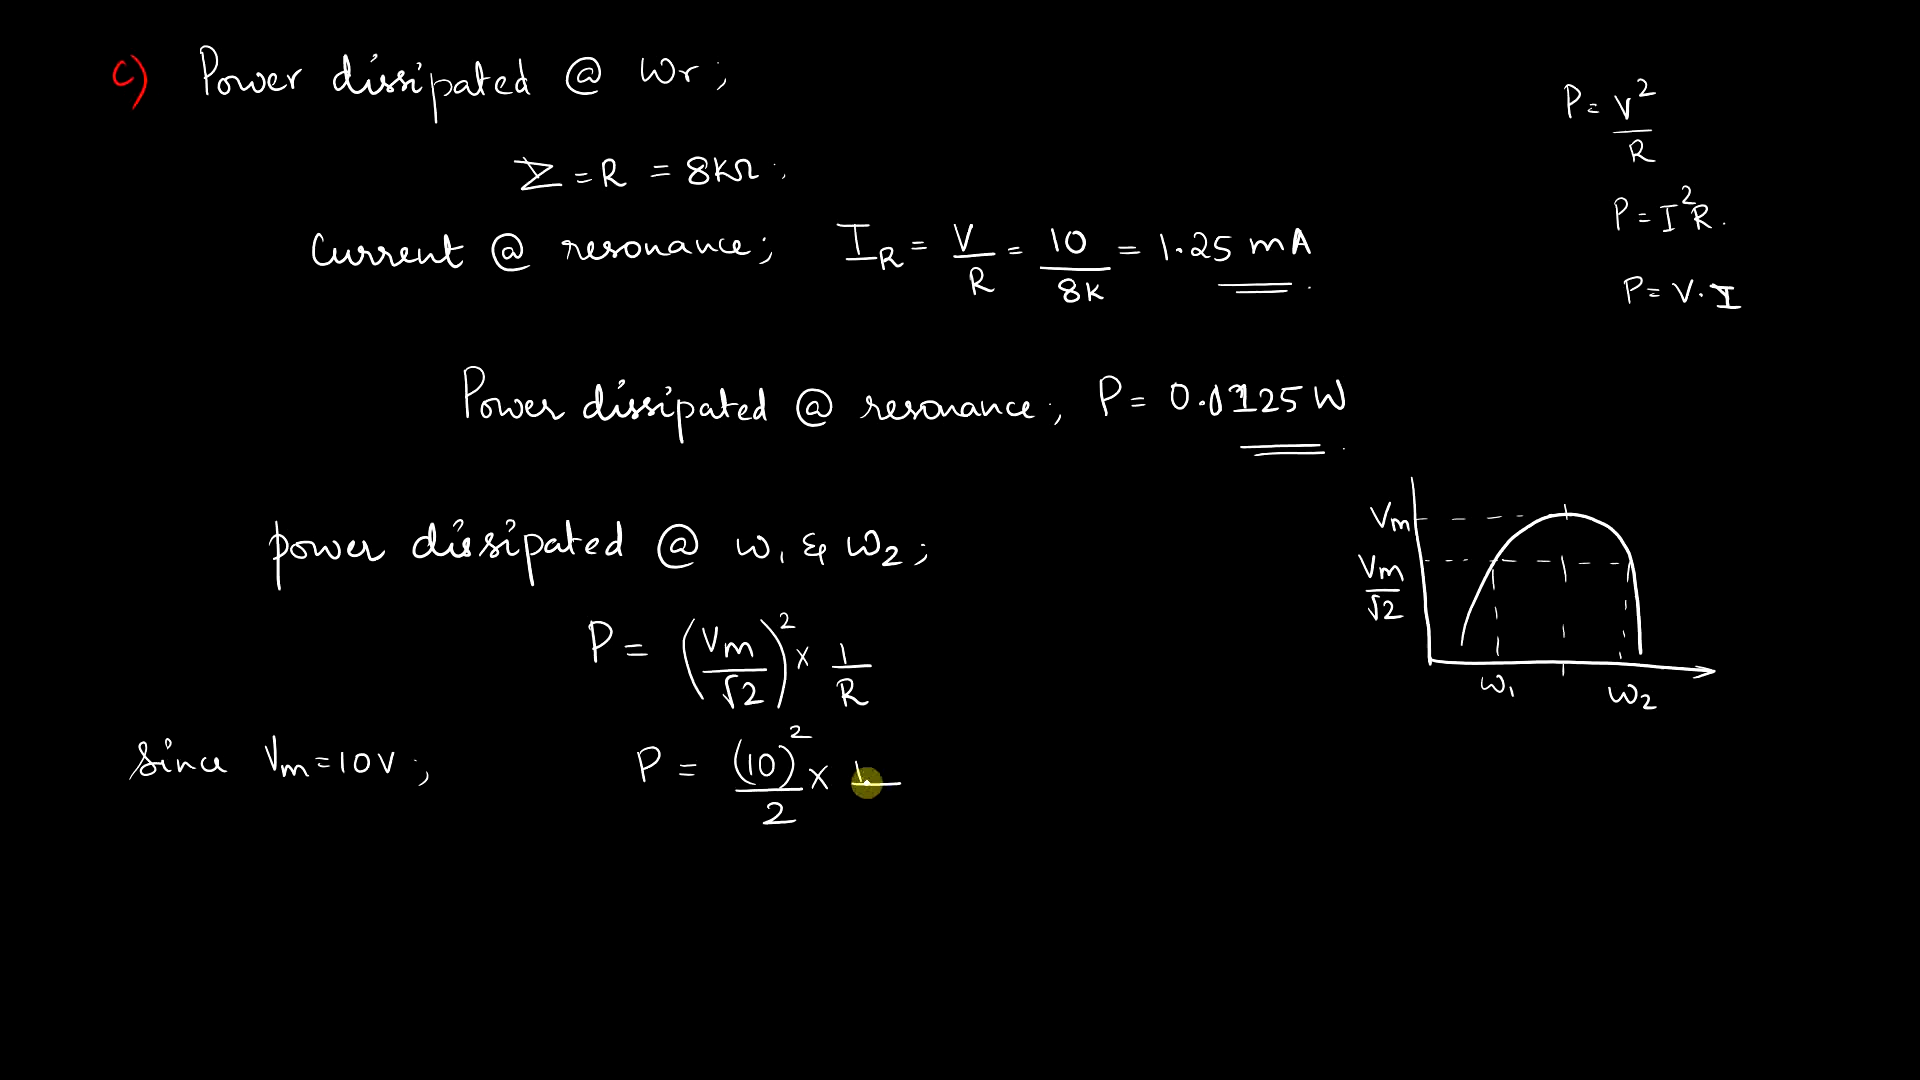 c) Power dissipated @ ωr;
Z = R = 8kΩ;
Current @ resonance; I_R = V/R = 10/8k = 1.25 mA
P = V²/R
P = I²R.
P = V·I
Power dissipated @ resonance; P = 0.0125 W
power dissipated @ ω₁ & ω₂;
P = (Vm/√2)² × 1/R
since Vm = 10V; P = (10)²/2 × 1
Vm
Vm/√2
ω₁ ω₂